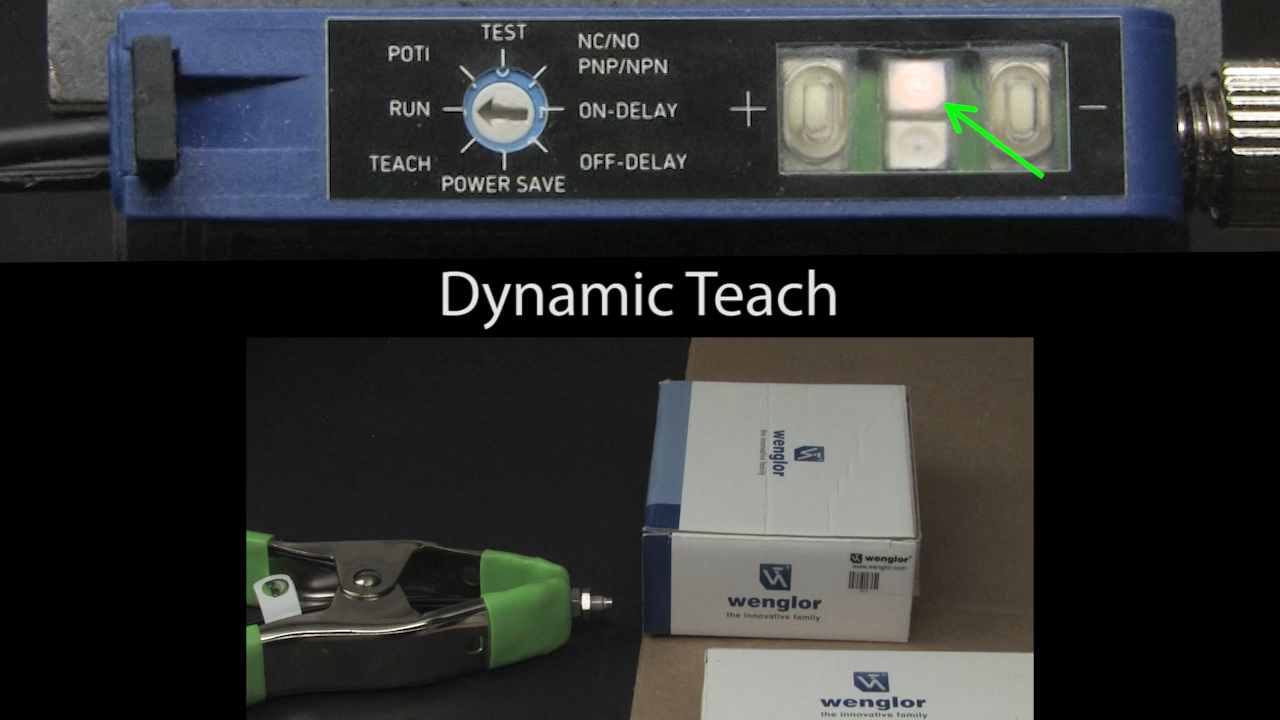 TEST
POTI
NC/NO
PNP/NPN
RUN
ON-DELAY
+
−
TEACH
OFF-DELAY
POWER SAVE
Dynamic Teach
wenglor
the innovative family
wenglor
www.wenglor.com
wenglor
the innovative family
wenglor
the innovative family